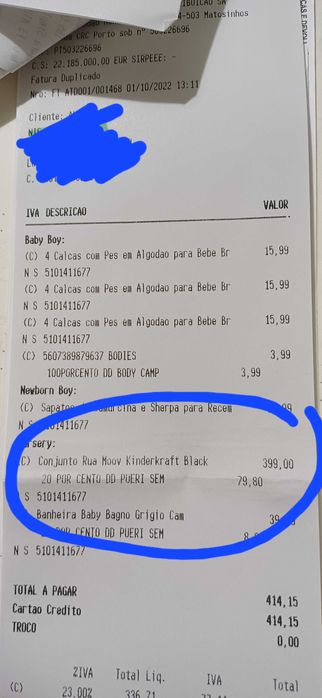 4-503 Matosinhos
CRC Porto sob nº
PT503226696
C.S: 22.185.000,00 EUR SIRPEEE: -
Fatura Duplicado
Nro: FI AT0001/001468 01/10/2022 13:11
Cliente:
IVA DESCRICAO VALOR
Baby Boy:
(C) 4 Calcas com Pes em Algodao para Bebe Br 15,99
N S 5101411677
(C) 4 Calcas com Pes em Algodao para Bebe Br 15,99
N S 5101411677
(C) 4 Calcas com Pes em Algodao para Bebe Br 15,99
N S 5101411677
(C) 5607389879637 BODIES 3,99
100PORCENTO DD BODY CAMP 3,99
Newborn Boy:
(C) e Sherpa para Recem
N S 5101411677
(C) Conjunto Rua Moov Kinderkraft Black 399,00
20 POR CENTO DD PUERI SEM 79,80
S 5101411677
Banheira Baby Bagno Grigio Cam
POR CENTO DD PUERI SEM
N S 5101411677
TOTAL A PAGAR 414,15
Cartao Credito 414,15
TROCO 0,00
%IVA Total Liq. IVA Total
(C) 23.00% 336,71